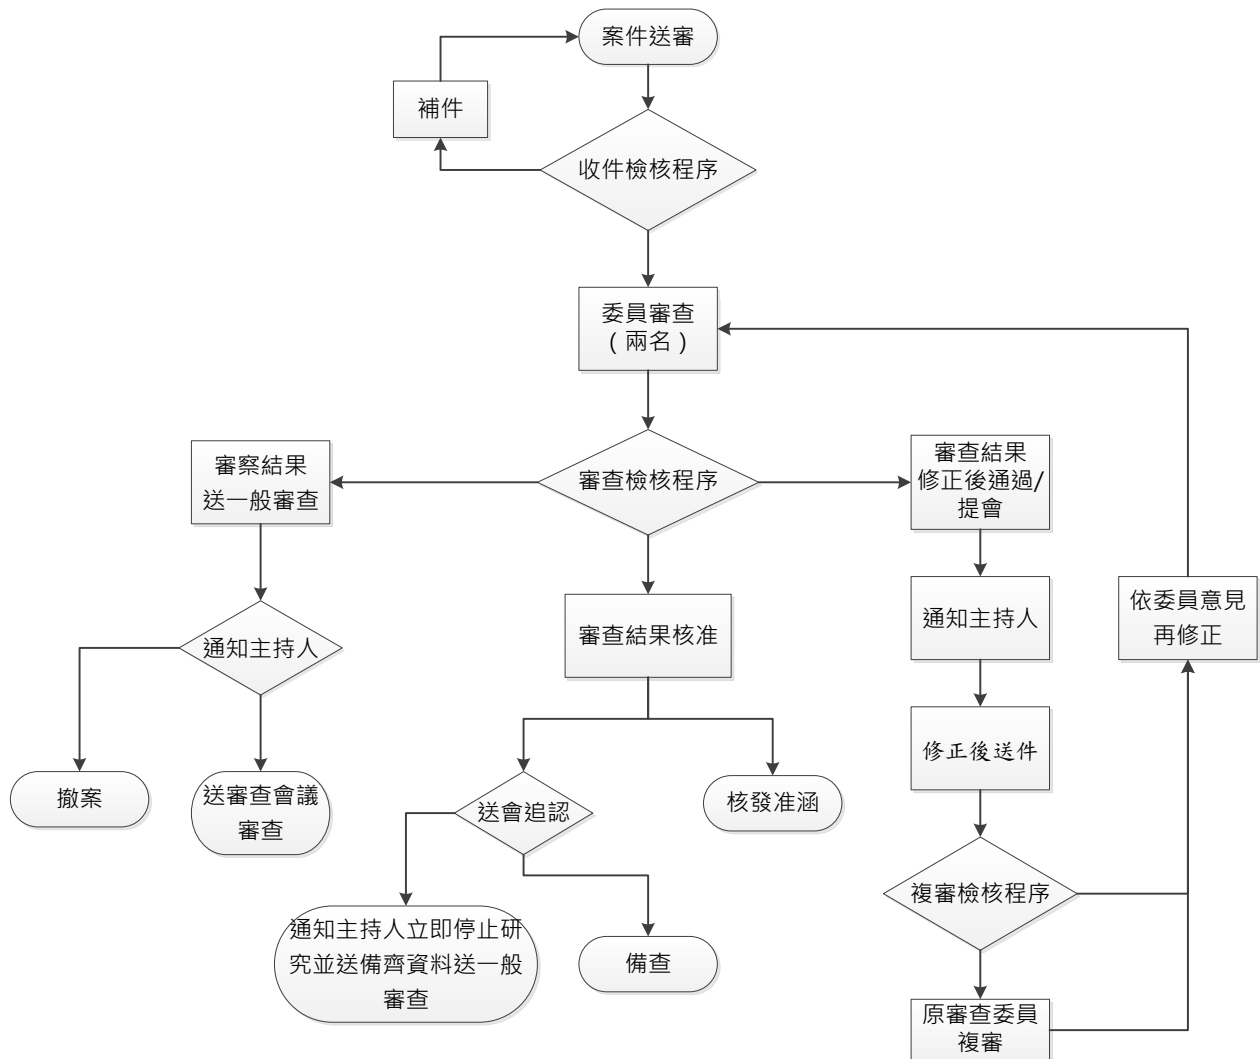 案件送審
補件
收件檢核程序
委員審查
(兩名)
審察結果
送一般審查
審查檢核程序
審查結果
修正後通過/
提會
通知主持人
審查結果核准
通知主持人
依委員意見
再修正
修正後送件
撤案
送審查會議
審查
送會追認
核發准涵
複審檢核程序
通知主持人立即停止研
究並送備齊資料送一般
審查
備查
原審查委員
複審